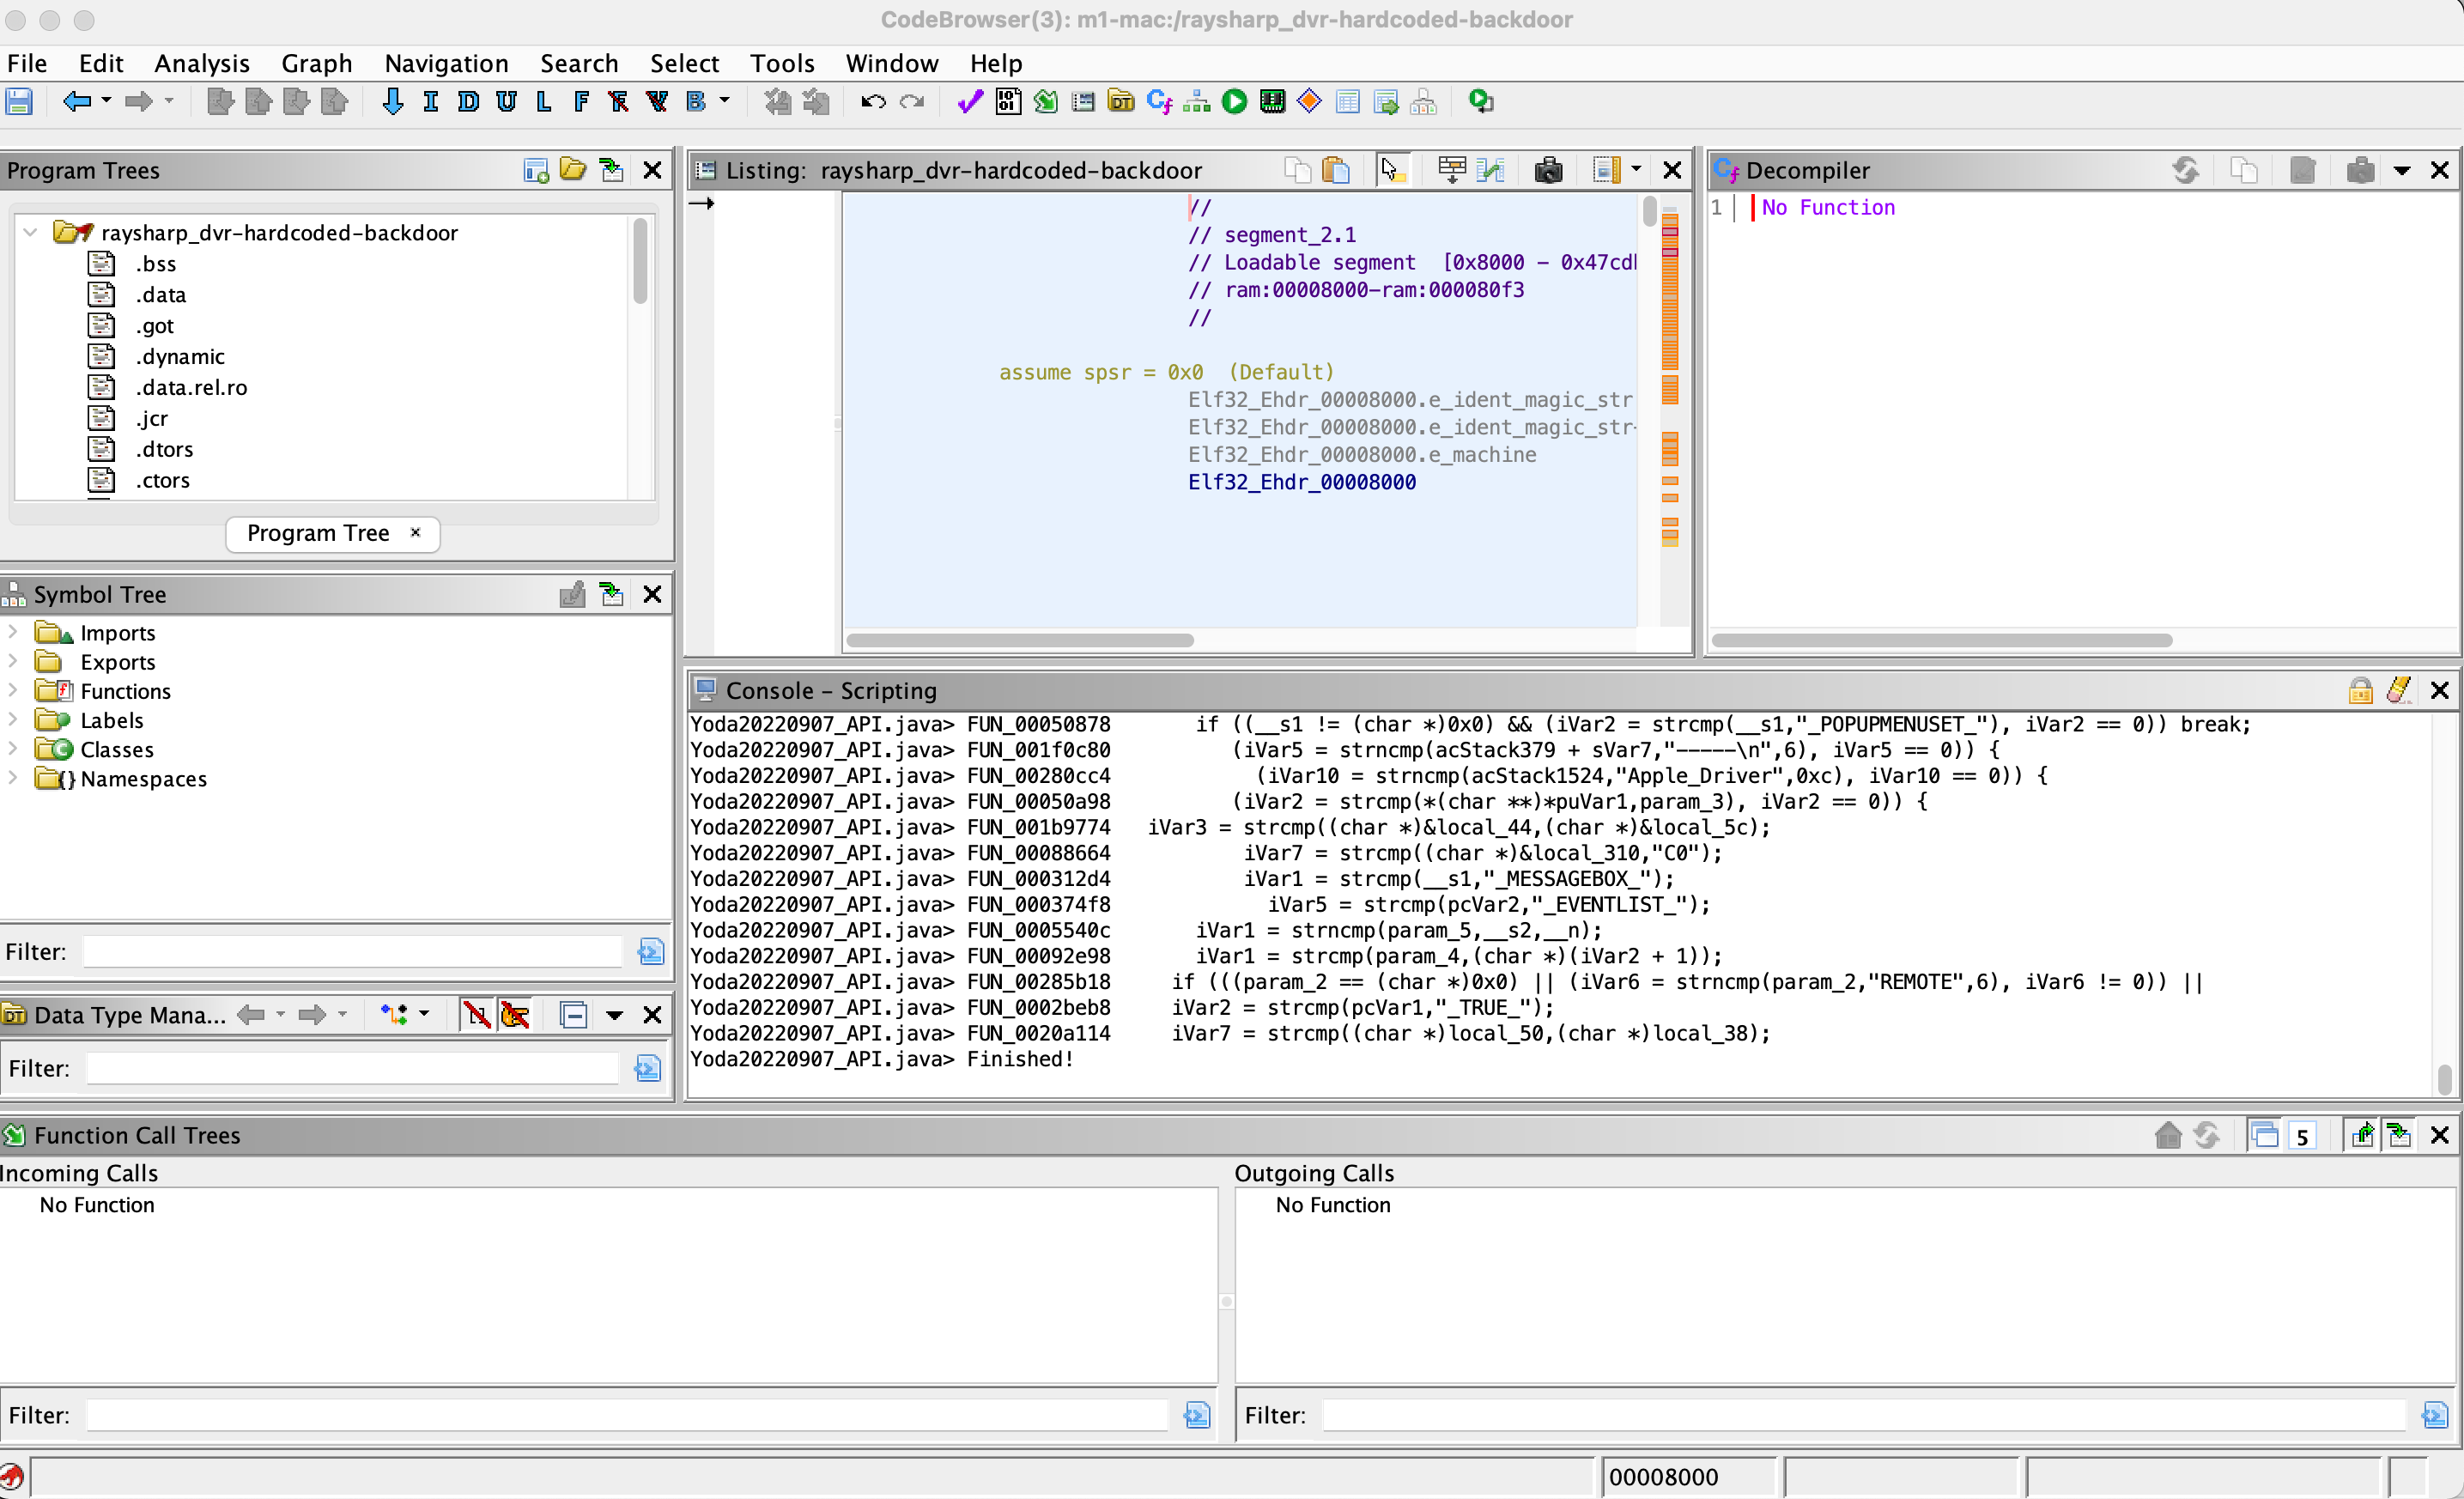 CodeBrowser(3): m1-mac:/raysharp_dvr-hardcoded-backdoor
File Edit Analysis Graph Navigation Search Select Tools Window Help
I D U L F F V B
Program Trees
raysharp_dvr-hardcoded-backdoor
.bss
.data
.got
.dynamic
.data.rel.ro
.jcr
.dtors
.ctors
Program Tree ×
Listing: raysharp_dvr-hardcoded-backdoor
//
// segment_2.1
// Loadable segment [0x8000 - 0x47cd
// ram:00008000-ram:000080f3
//
assume spsr = 0x0 (Default)
Elf32_Ehdr_00008000.e_ident_magic_str
Elf32_Ehdr_00008000.e_ident_magic_str
Elf32_Ehdr_00008000.e_machine
Elf32_Ehdr_00008000
Decompiler
1 No Function
Symbol Tree
Imports
Exports
Functions
Labels
Classes
Namespaces
Filter:
Data Type Mana...
Filter:
Console - Scripting
Yoda20220907_API.java> FUN_00050878 if ((__s1 != (char *)0x0) && (iVar2 = strcmp(__s1,"_POPUPMENUSET_"), iVar2 == 0)) break;
Yoda20220907_API.java> FUN_001f0c80 (iVar5 = strncmp(acStack379 + sVar7,"-----\n",6), iVar5 == 0)) {
Yoda20220907_API.java> FUN_00280cc4 (iVar10 = strncmp(acStack1524,"Apple_Driver",0xc), iVar10 == 0)) {
Yoda20220907_API.java> FUN_00050a98 (iVar2 = strcmp(*(char **)*puVar1,param_3), iVar2 == 0)) {
Yoda20220907_API.java> FUN_001b9774 iVar3 = strcmp((char *)&local_44,(char *)&local_5c);
Yoda20220907_API.java> FUN_00088664 iVar7 = strcmp((char *)&local_310,"C0");
Yoda20220907_API.java> FUN_000312d4 iVar1 = strcmp(__s1,"_MESSAGEBOX_");
Yoda20220907_API.java> FUN_000374f8 iVar5 = strcmp(pcVar2,"_EVENTLIST_");
Yoda20220907_API.java> FUN_0005540c iVar1 = strncmp(param_5,__s2,__n);
Yoda20220907_API.java> FUN_00092e98 iVar1 = strcmp(param_4,(char *)(iVar2 + 1));
Yoda20220907_API.java> FUN_00285b18 if (((param_2 == (char *)0x0) || (iVar6 = strncmp(param_2,"REMOTE",6), iVar6 != 0)) ||
Yoda20220907_API.java> FUN_0002beb8 iVar2 = strcmp(pcVar1,"_TRUE_");
Yoda20220907_API.java> FUN_0020a114 iVar7 = strcmp((char *)local_50,(char *)local_38);
Yoda20220907_API.java> Finished!
Function Call Trees
5
Incoming Calls
No Function
Outgoing Calls
No Function
Filter:
Filter:
00008000